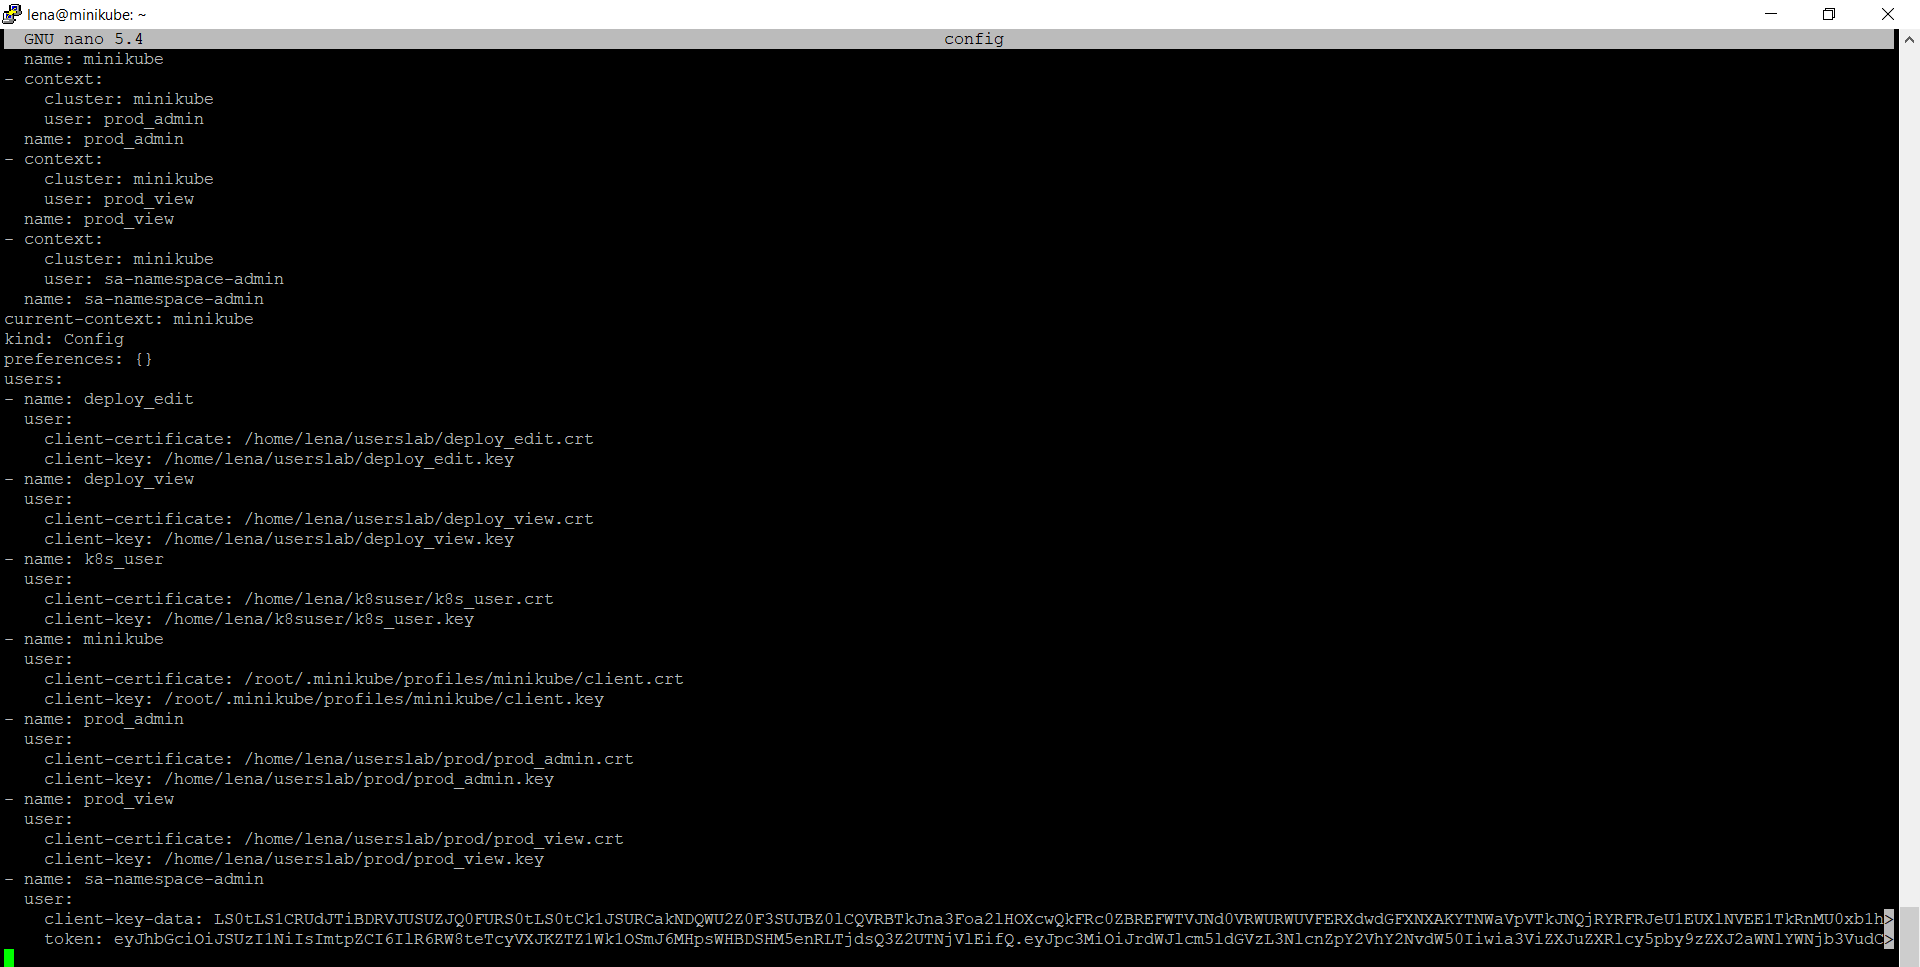 lena@minikube: ~
GNU nano 5.4 config
name: minikube
- context:
cluster: minikube
user: prod_admin
name: prod_admin
- context:
cluster: minikube
user: prod_view
name: prod_view
- context:
cluster: minikube
user: sa-namespace-admin
name: sa-namespace-admin
current-context: minikube
kind: Config
preferences: {}
users:
- name: deploy_edit
user:
client-certificate: /home/lena/userslab/deploy_edit.crt
client-key: /home/lena/userslab/deploy_edit.key
- name: deploy_view
user:
client-certificate: /home/lena/userslab/deploy_view.crt
client-key: /home/lena/userslab/deploy_view.key
- name: k8s_user
user:
client-certificate: /home/lena/k8suser/k8s_user.crt
client-key: /home/lena/k8suser/k8s_user.key
- name: minikube
user:
client-certificate: /root/.minikube/profiles/minikube/client.crt
client-key: /root/.minikube/profiles/minikube/client.key
- name: prod_admin
user:
client-certificate: /home/lena/userslab/prod/prod_admin.crt
client-key: /home/lena/userslab/prod/prod_admin.key
- name: prod_view
user:
client-certificate: /home/lena/userslab/prod/prod_view.crt
client-key: /home/lena/userslab/prod/prod_view.key
- name: sa-namespace-admin
user:
client-key-data:
token: